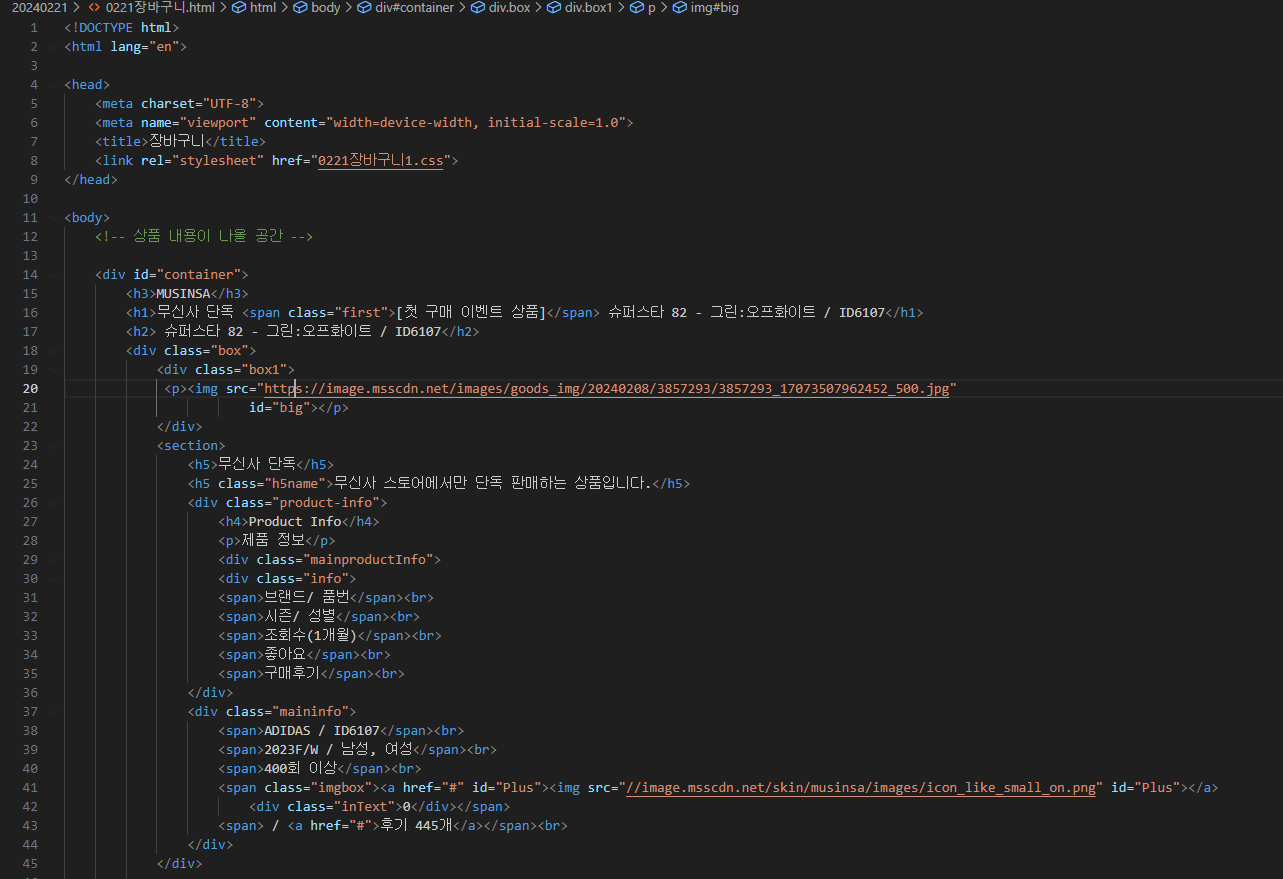 20240221 > <> 0221장바구니.html > html > body > div#container > div.box > div.box1 > p > img#big
1 <!DOCTYPE html>
2 <html lang="en">
3
4 <head>
5 <meta charset="UTF-8">
6 <meta name="viewport" content="width=device-width, initial-scale=1.0">
7 <title>장바구니</title>
8 <link rel="stylesheet" href="0221장바구니1.css">
9 </head>
10
11 <body>
12 <!-- 상품 내용이 나올 공간 -->
13
14 <div id="container">
15 <h3>MUSINSA</h3>
16 <h1>무신사 단독 <span class="first">[첫 구매 이벤트 상품]</span> 슈퍼스타 82 - 그린:오프화이트 / ID6107</h1>
17 <h2> 슈퍼스타 82 - 그린:오프화이트 / ID6107</h2>
18 <div class="box">
19 <div class="box1">
20 <p><img src="https://image.msscdn.net/images/goods_img/20240208/3857293/3857293_17073507962452_500.jpg"
21 id="big"></p>
22 </div>
23 <section>
24 <h5>무신사 단독</h5>
25 <h5 class="h5name">무신사 스토어에서만 단독 판매하는 상품입니다.</h5>
26 <div class="product-info">
27 <h4>Product Info</h4>
28 <p>제품 정보</p>
29 <div class="mainproductInfo">
30 <div class="info">
31 <span>브랜드/ 품번</span><br>
32 <span>시즌/ 성별</span><br>
33 <span>조회수(1개월)</span><br>
34 <span>좋아요</span><br>
35 <span>구매후기</span><br>
36 </div>
37 <div class="maininfo">
38 <span>ADIDAS / ID6107</span><br>
39 <span>2023F/W / 남성, 여성</span><br>
40 <span>400회 이상</span><br>
41 <span class="imgbox"><a href="#" id="Plus"><img src="//image.msscdn.net/skin/musinsa/images/icon_like_small_on.png" id="Plus"></a>
42 <div class="inText">0</div></span>
43 <span> / <a href="#">후기 445개</a></span><br>
44 </div>
45 </div>